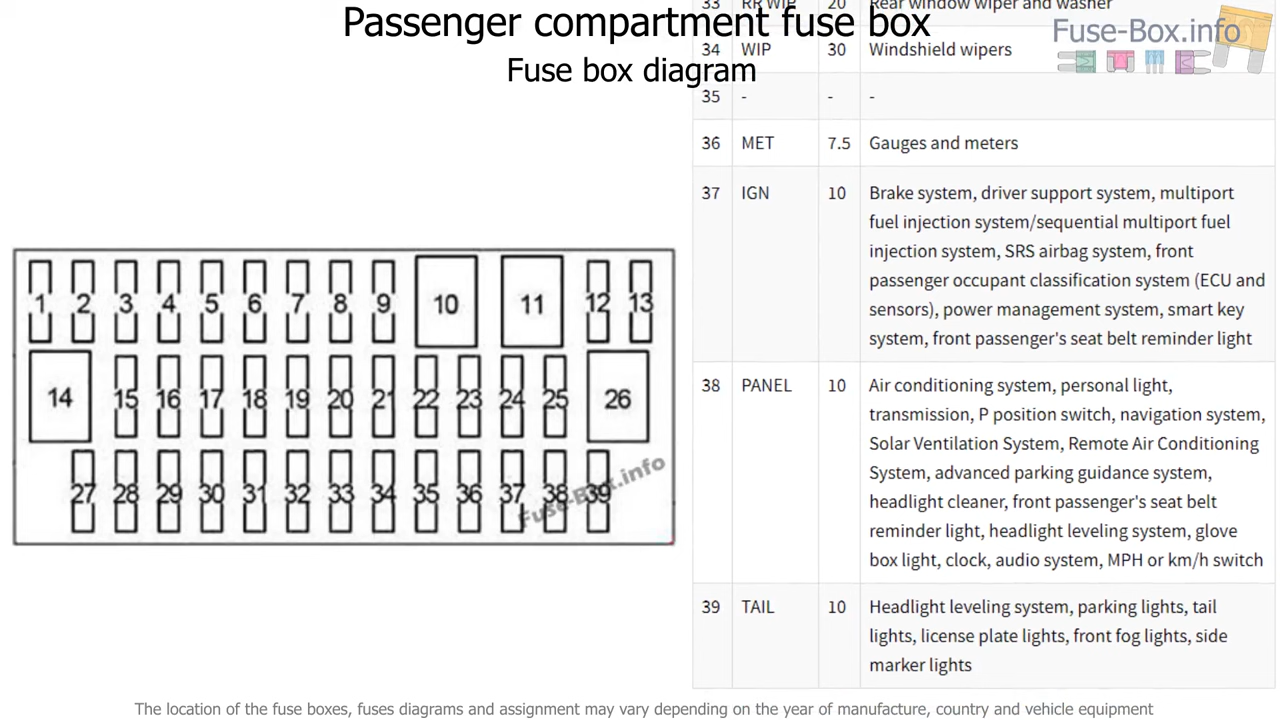 Passenger compartment fuse box
Fuse box diagram
Fuse-Box.info
33 RR WIP 20 Rear window wiper and washer
34 WIP 30 Windshield wipers
35 - - -
36 MET 7.5 Gauges and meters
37 IGN 10 Brake system, driver support system, multiport
fuel injection system/sequential multiport fuel
injection system, SRS airbag system, front
passenger occupant classification system (ECU and
sensors), power management system, smart key
system, front passenger's seat belt reminder light
38 PANEL 10 Air conditioning system, personal light,
transmission, P position switch, navigation system,
Solar Ventilation System, Remote Air Conditioning
System, advanced parking guidance system,
headlight cleaner, front passenger's seat belt
reminder light, headlight leveling system, glove
box light, clock, audio system, MPH or km/h switch
39 TAIL 10 Headlight leveling system, parking lights, tail
lights, license plate lights, front fog lights, side
marker lights
1 2 3 4 5 6 7 8 9 10 11 12 13
14 15 16 17 18 19 20 21 22 23 24 25 26
27 28 29 30 31 32 33 34 35 36 37 38 39
Fuse-Box.info
The location of the fuse boxes, fuses diagrams and assignment may vary depending on the year of manufacture, country and vehicle equipment